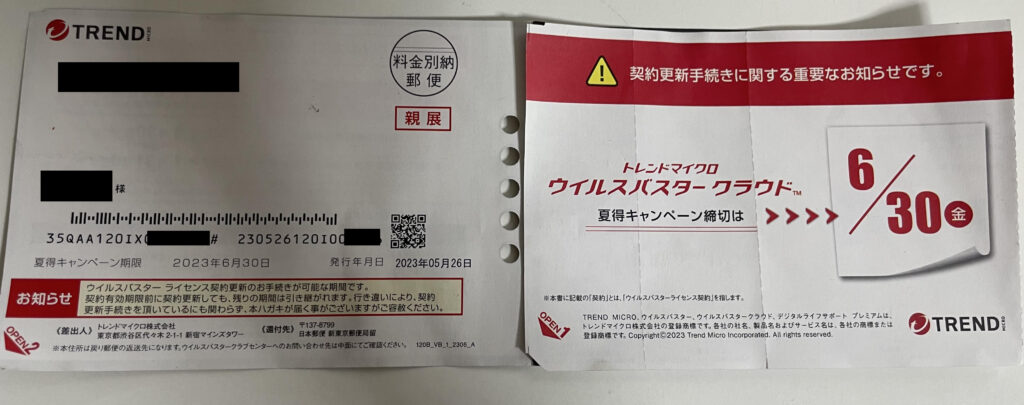 TREND MICRO
料金別納
郵便
親展
様
35QAA120IX
# 230526120I00
夏得キャンペーン期限 2023年6月30日 発行年月日 2023年05月26日
お知らせ
ウイルスバスター ライセンス契約更新のお手続きが可能な期間です。
契約有効期限前に契約更新しても、残りの期間は引き継がれます。行き違いにより、契約
更新手続きを頂いているにも関わらず、本ハガキが届く事がございますがご容赦ください。
OPEN2
〈差出人〉 トレンドマイクロ株式会社
東京都渋谷区代々木2-1-1 新宿マインズタワー
〈還付先〉 〒137-8799
日本郵便 新東京郵便局留
※本住所は戻り郵便の返送先になります。ウイルスバスタークラブセンターへのお問い合わせ先は中面にてご確認ください。
120B_VB_1_2305_A
契約更新手続きに関する重要なお知らせです。
トレンドマイクロ
ウイルスバスター クラウド™
夏得キャンペーン締切は
6/30 金
※本書に記載の「契約」とは、「ウイルスバスターライセンス契約」を指します。
OPEN1
TREND MICRO、ウイルスバスター、ウイルスバスタークラウド、デジタルライフサポート プレミアムは、
トレンドマイクロ株式会社の登録商標です。各社の社名、製品名およびサービス名は、各社の商標または
登録商標です。Copyright©2023 Trend Micro Incorporated. All rights reserved.
TREND MICRO